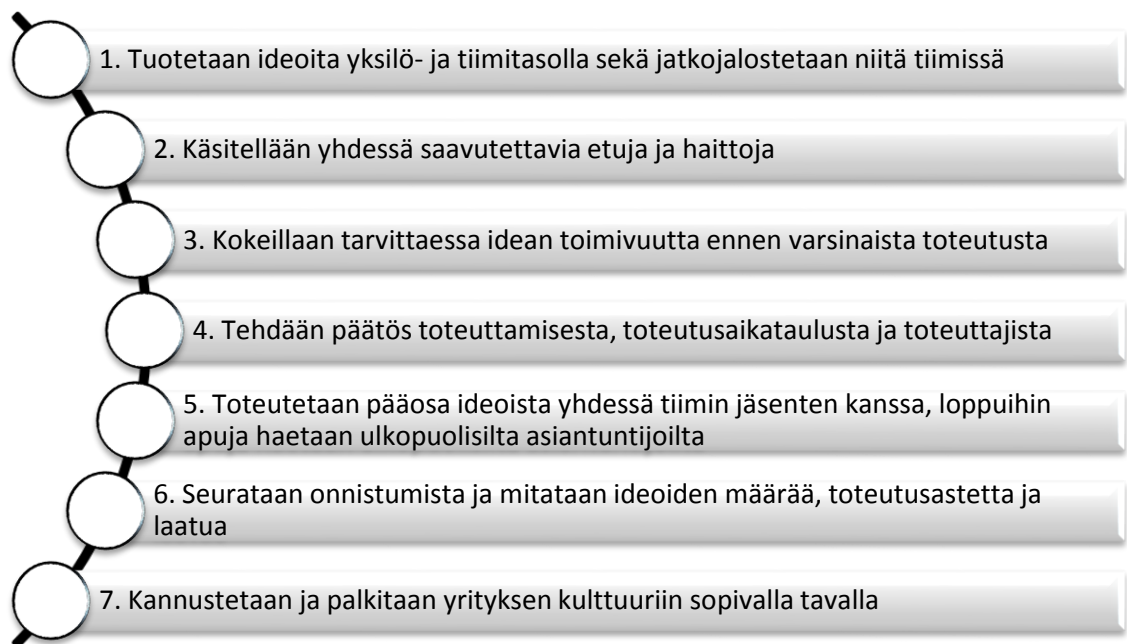 1. Tuotetaan ideoita yksilö- ja tiimitasolla sekä jatkojalostetaan niitä tiimissä
2. Käsitellään yhdessä saavutettavia etuja ja haittoja
3. Kokeillaan tarvittaessa idean toimivuutta ennen varsinaista toteutusta
4. Tehdään päätös toteuttamisesta, toteutusaikataulusta ja toteuttajista
5. Toteutetaan pääosa ideoista yhdessä tiimin jäsenten kanssa, loppuihin
apuja haetaan ulkopuolisilta asiantuntijoilta
6. Seurataan onnistumista ja mitataan ideoiden määrää, toteutusastetta ja
laatua
7. Kannustetaan ja palkitaan yrityksen kulttuuriin sopivalla tavalla